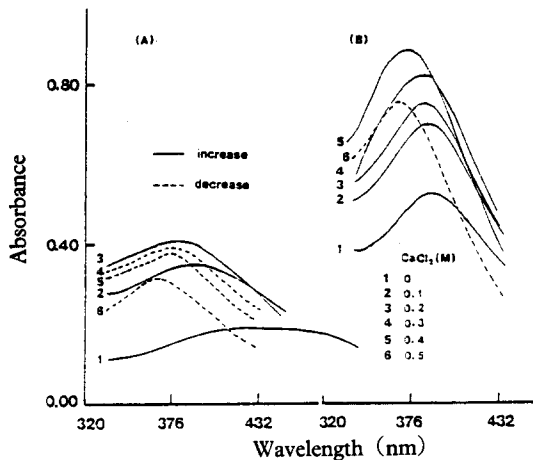 (A)
(B)
0.80
0.40
0.00
Absorbance
increase
decrease
3
4
5
2
6
1
5
6
4
3
2
1
CaCl₂(M)
1 0
2 0.1
3 0.2
4 0.3
5 0.4
6 0.5
320 376 432 320 376 432
Wavelength (nm)